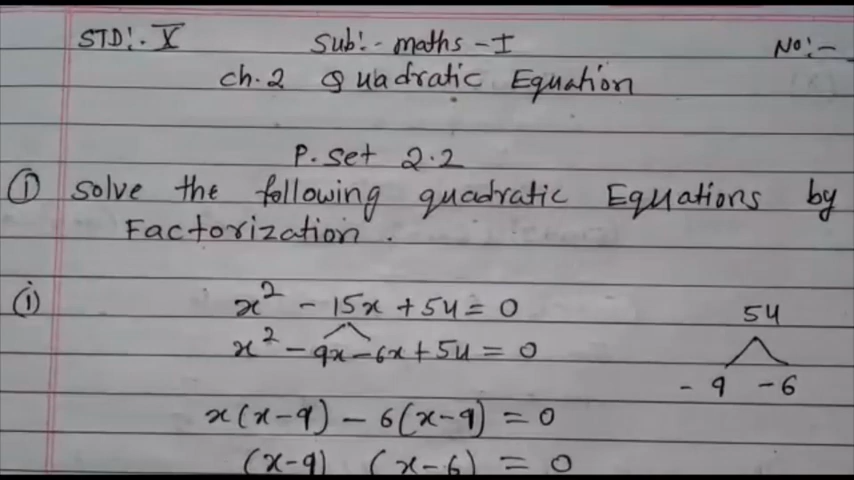 STD:- X Sub:- maths - I No:-
ch. 2 Quadratic Equation
P. set 2.2
① solve the following quadratic Equations by
Factorization.
(i) x² - 15x + 54 = 0 54
x² - 9x - 6x + 54 = 0
- 9 - 6
x(x-9) - 6(x-9) = 0
(x-9) (x-6) = 0